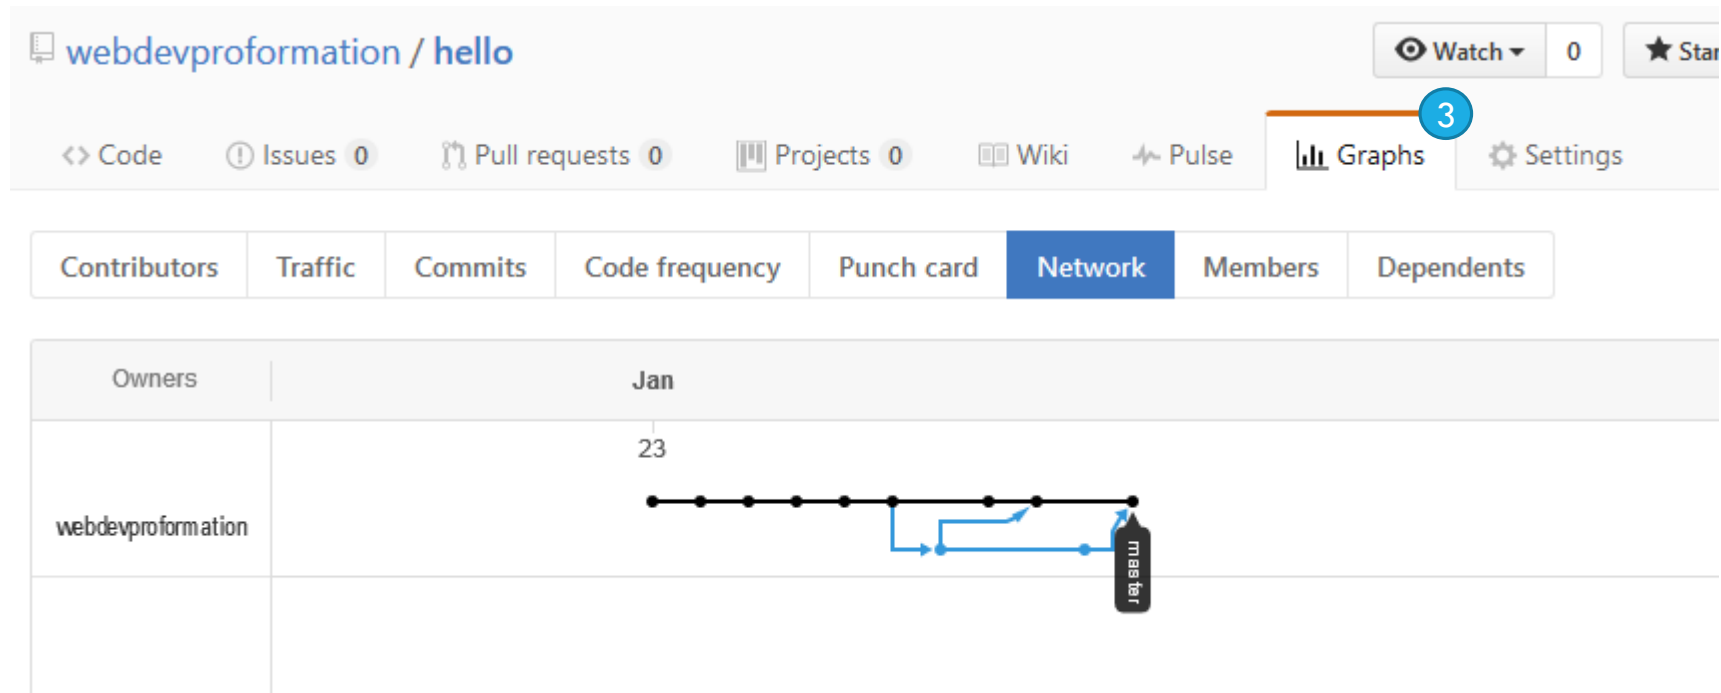 webdevproformation / hello
Watch 0
Star
3
Code Issues 0 Pull requests 0 Projects 0 Wiki Pulse Graphs Settings
Contributors Traffic Commits Code frequency Punch card Network Members Dependents
Owners Jan
23
webdevproformation
master